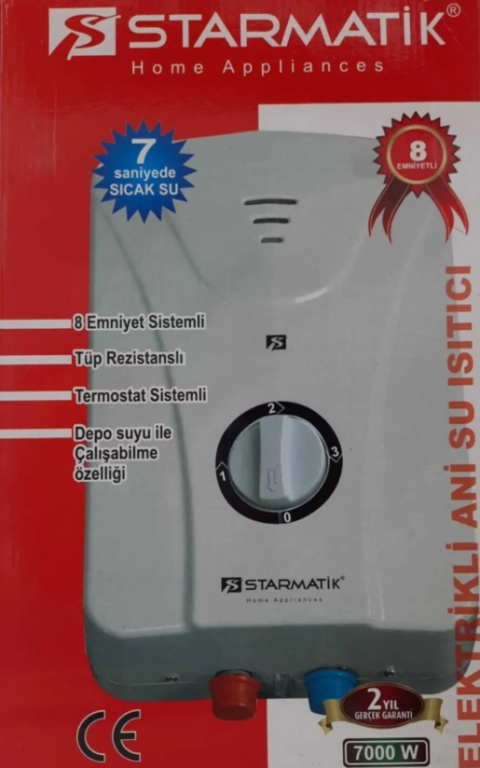 STARMATİK®
Home Appliances
7
saniyede
SICAK SU
8
EMNİYETLİ
8 Emniyet Sistemli
Tüp Rezistanslı
Termostat Sistemli
Depo suyu ile
Çalışabilme
özelliği
2
1
3
0
STARMATİK®
Home Appliances
ELEKTRİKLİ ANİ SU ISITICI
2 YIL
GERÇEK GARANTİ
7000 W
CE